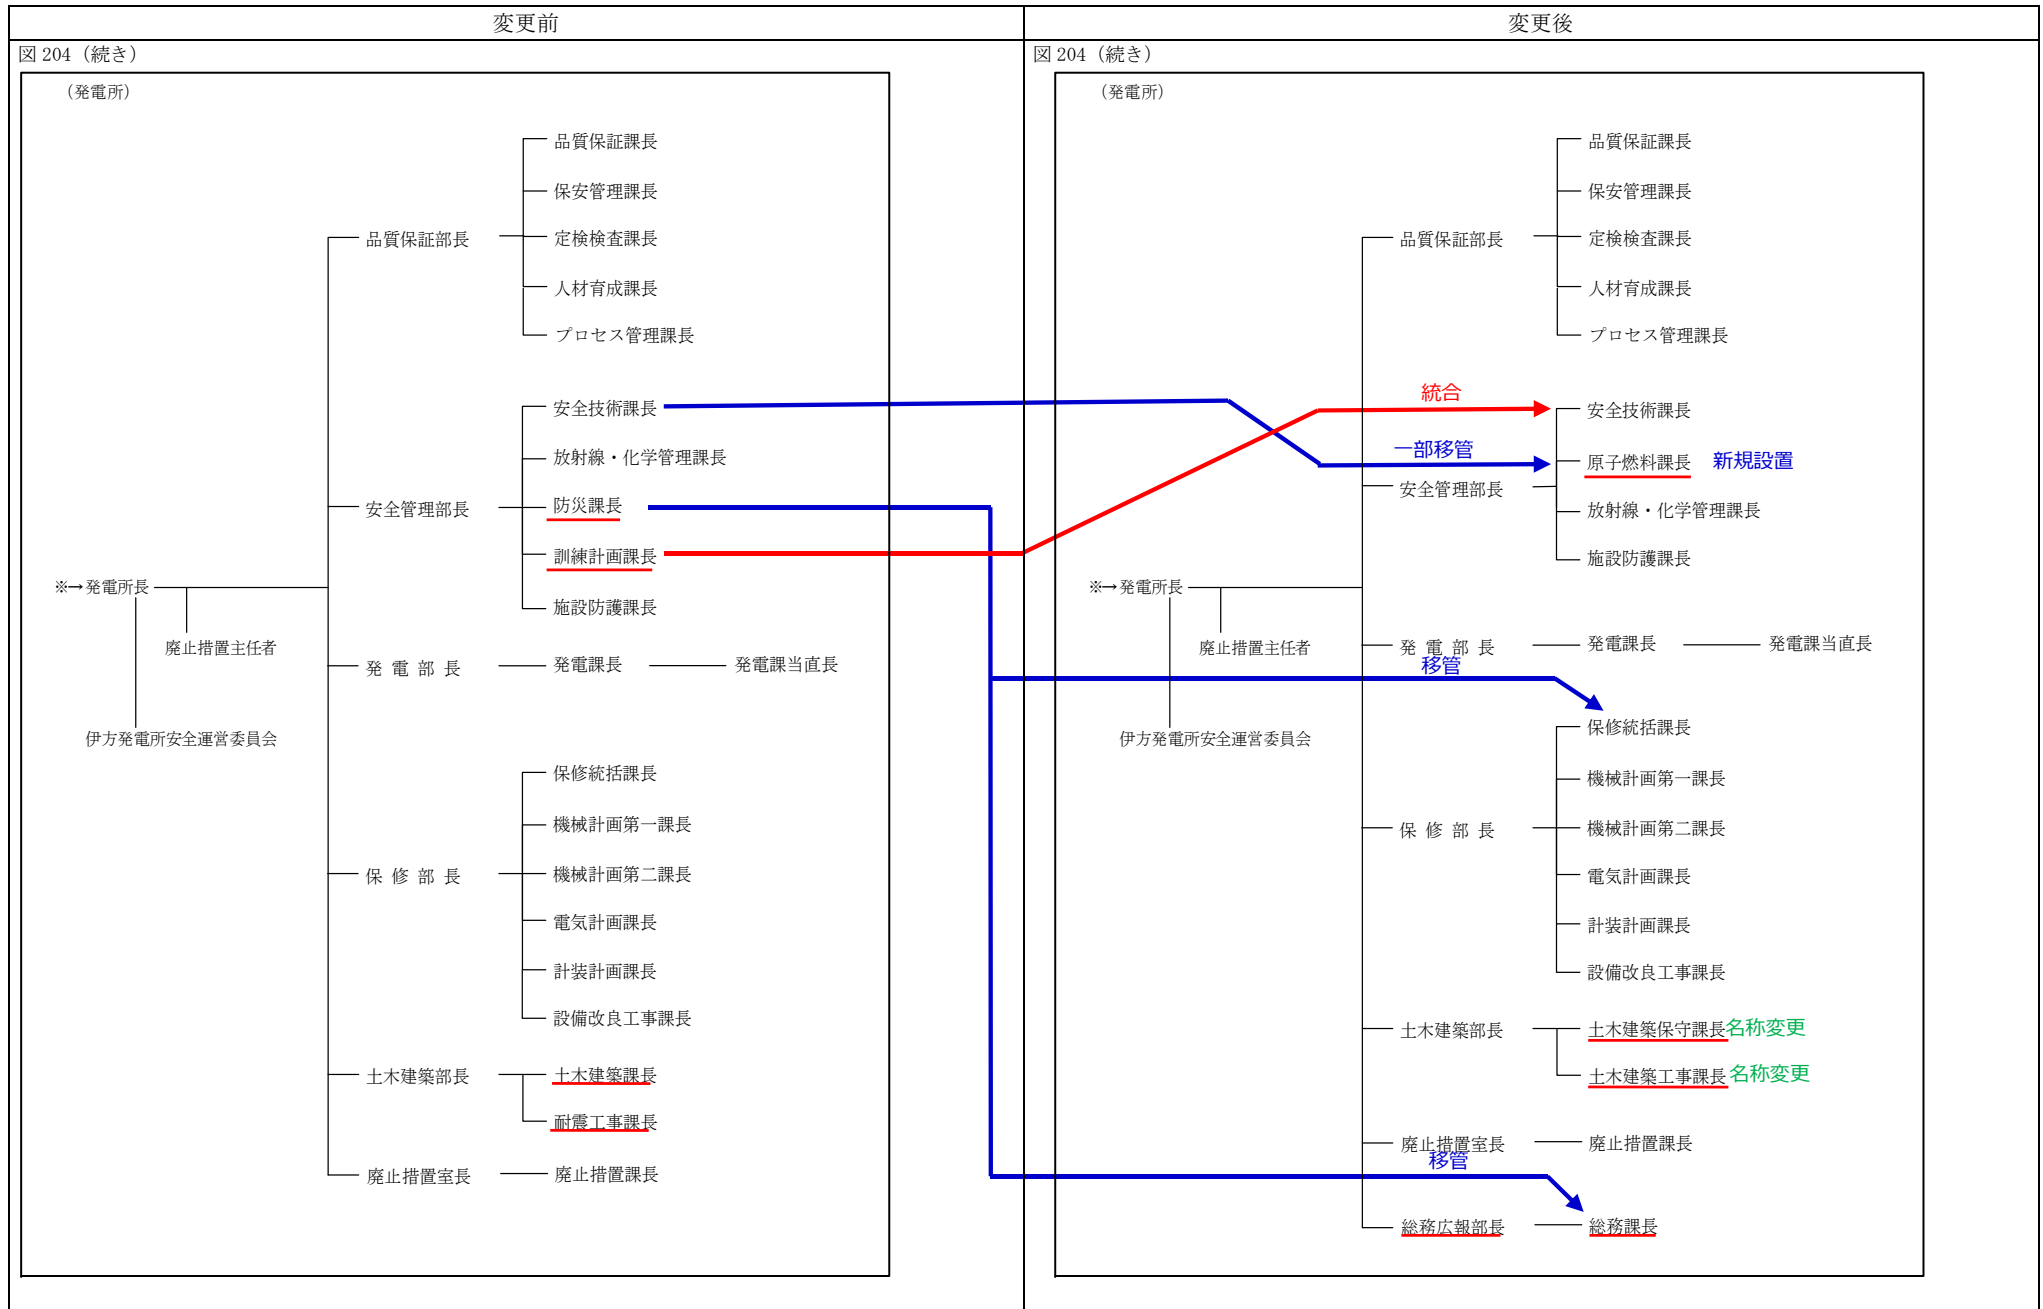 変更前
変更後
図 204（続き）
（発電所）
品質保証課長
保安管理課長
品質保証部長
定検検査課長
人材育成課長
プロセス管理課長
安全技術課長
放射線・化学管理課長
安全管理部長
防災課長
訓練計画課長
施設防護課長
※→発電所長
廃止措置主任者
発 電 部 長
発電課長
発電課当直長
伊方発電所安全運営委員会
保修統括課長
機械計画第一課長
保 修 部 長
機械計画第二課長
電気計画課長
計装計画課長
設備改良工事課長
土木建築部長
土木建築課長
耐震工事課長
廃止措置室長
廃止措置課長
図 204（続き）
（発電所）
品質保証課長
保安管理課長
品質保証部長
定検検査課長
人材育成課長
プロセス管理課長
統合
安全技術課長
一部移管
原子燃料課長
新規設置
安全管理部長
放射線・化学管理課長
施設防護課長
※→発電所長
廃止措置主任者
発 電 部 長
発電課長
発電課当直長
移管
伊方発電所安全運営委員会
保修統括課長
機械計画第一課長
保 修 部 長
機械計画第二課長
電気計画課長
計装計画課長
設備改良工事課長
土木建築部長
土木建築保守課長
名称変更
土木建築工事課長
名称変更
廃止措置室長
廃止措置課長
移管
総務広報部長
総務課長